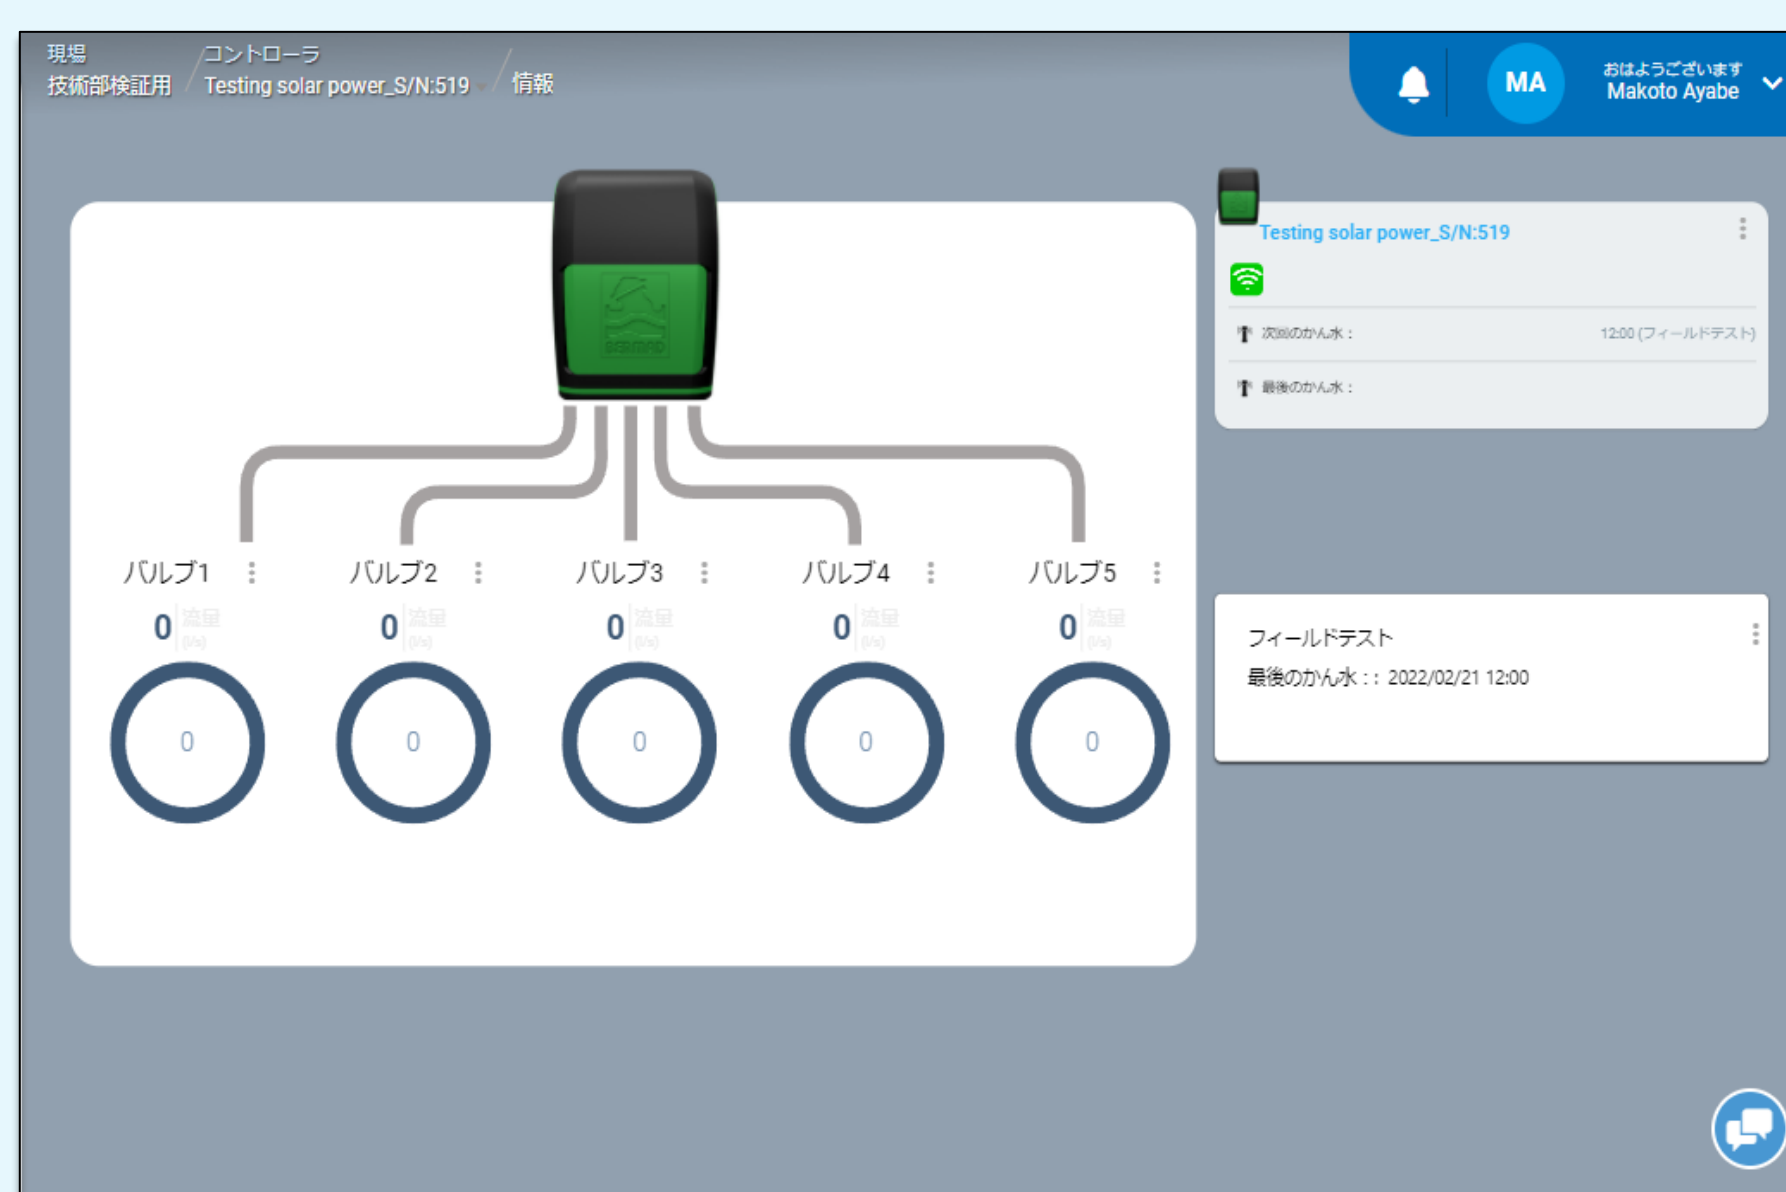 現場
コントローラ
技術部検証用
Testing solar power_S/N:519
情報
MA
おはようございます
Makoto Ayabe
BERMAD
バルブ1
バルブ2
バルブ3
バルブ4
バルブ5
0 流量 (l/s)
0 流量 (l/s)
0 流量 (l/s)
0 流量 (l/s)
0 流量 (l/s)
0
0
0
0
0
Testing solar power_S/N:519
次回のかん水 : 12:00 (フィールドテスト)
最後のかん水 :
フィールドテスト
最後のかん水 : : 2022/02/21 12:00